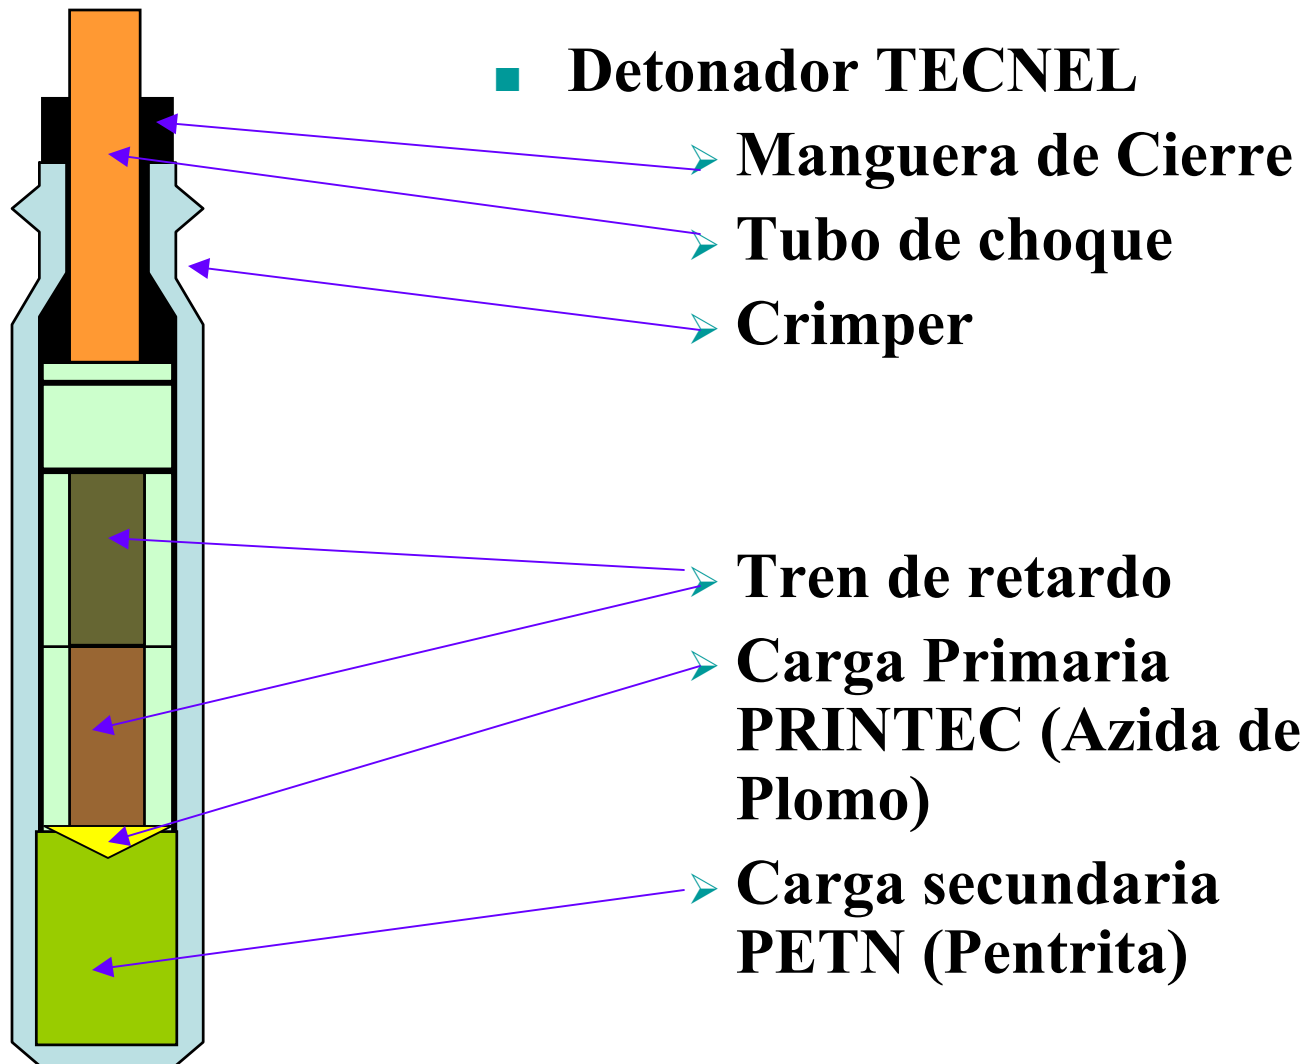 Detonador TECNEL
Manguera de Cierre
Tubo de choque
Crimper
Tren de retardo
Carga Primaria
PRINTEC (Azida de
Plomo)
Carga secundaria
PETN (Pentrita)